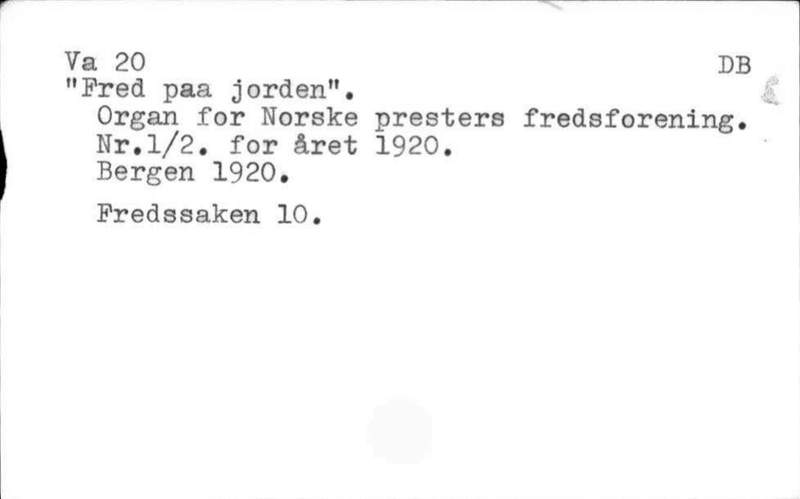 Va 20 DB
"Fred paa jorden".
Organ for Norske presters fredsforening.
Nr.1/2. for året 1920.
Bergen 1920.
Fredssaken 10.